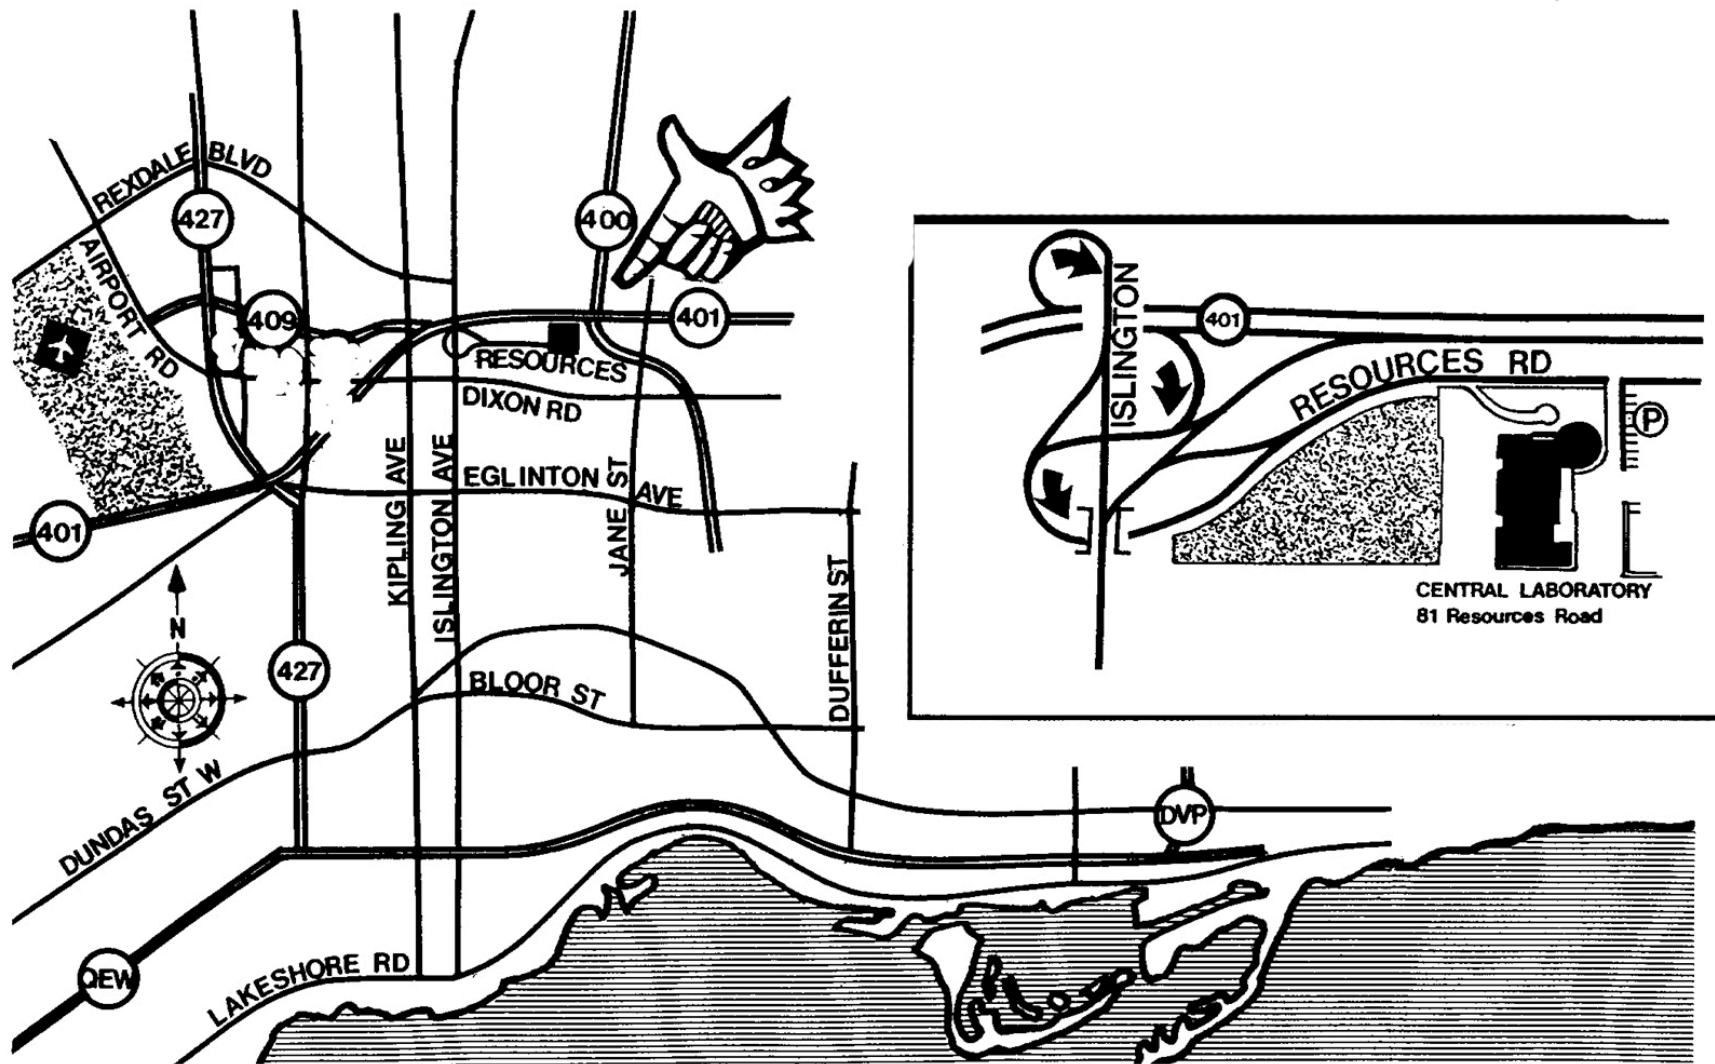 REXDALE BLVD
427
400
AIRPORT RD
409
401
RESOURCES
DIXON RD
KIPLING AVE
ISLINGTON AVE
EGLINTON AVE
JANE ST
401
N
427
BLOOR ST
DUFFERIN ST
DUNDAS ST W
DVP
QEW
LAKESHORE RD
ISLINGTON
401
RESOURCES RD
P
CENTRAL LABORATORY
81 Resources Road